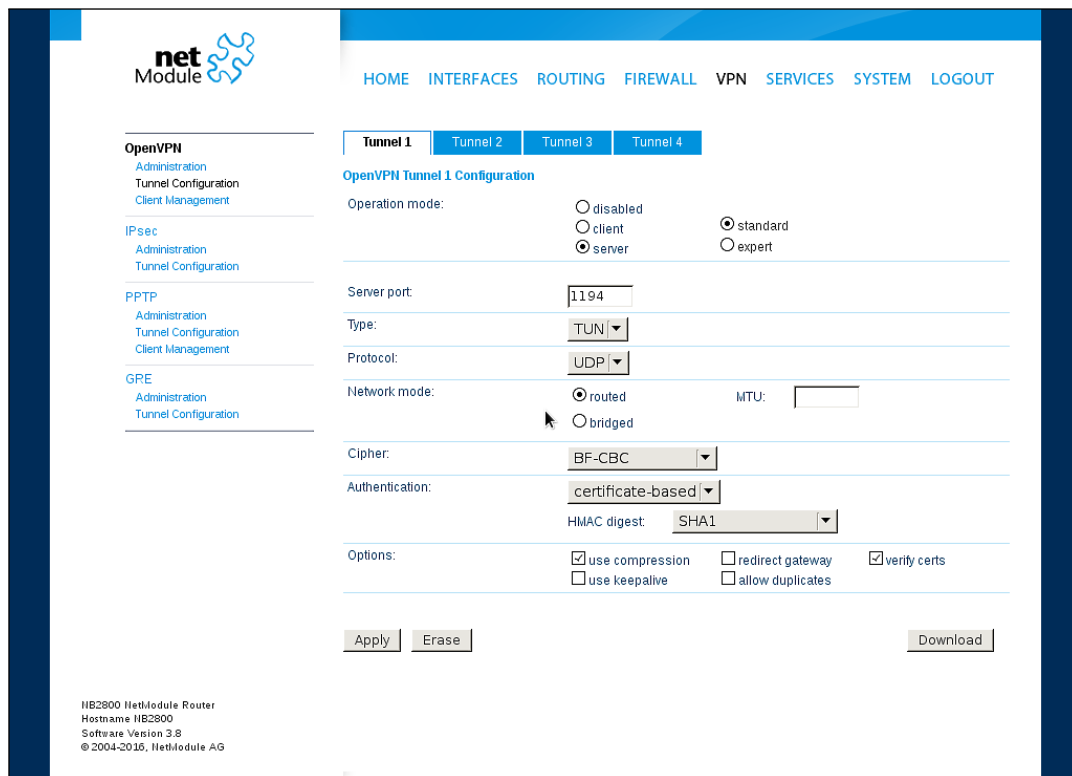 net
Module
HOME INTERFACES ROUTING FIREWALL VPN SERVICES SYSTEM LOGOUT
OpenVPN
Administration
Tunnel Configuration
Client Management
IPsec
Administration
Tunnel Configuration
PPTP
Administration
Tunnel Configuration
Client Management
GRE
Administration
Tunnel Configuration
Tunnel 1 Tunnel 2 Tunnel 3 Tunnel 4
OpenVPN Tunnel 1 Configuration
Operation mode:
disabled
client
server
standard
expert
Server port: 1194
Type: TUN
Protocol: UDP
Network mode: routed MTU:
bridged
Cipher: BF-CBC
Authentication: certificate-based
HMAC digest: SHA1
Options: use compression redirect gateway verify certs
use keepalive allow duplicates
Apply Erase Download
NB2800 NetModule Router
Hostname NB2800
Software Version 3.8
© 2004-2016, NetModule AG